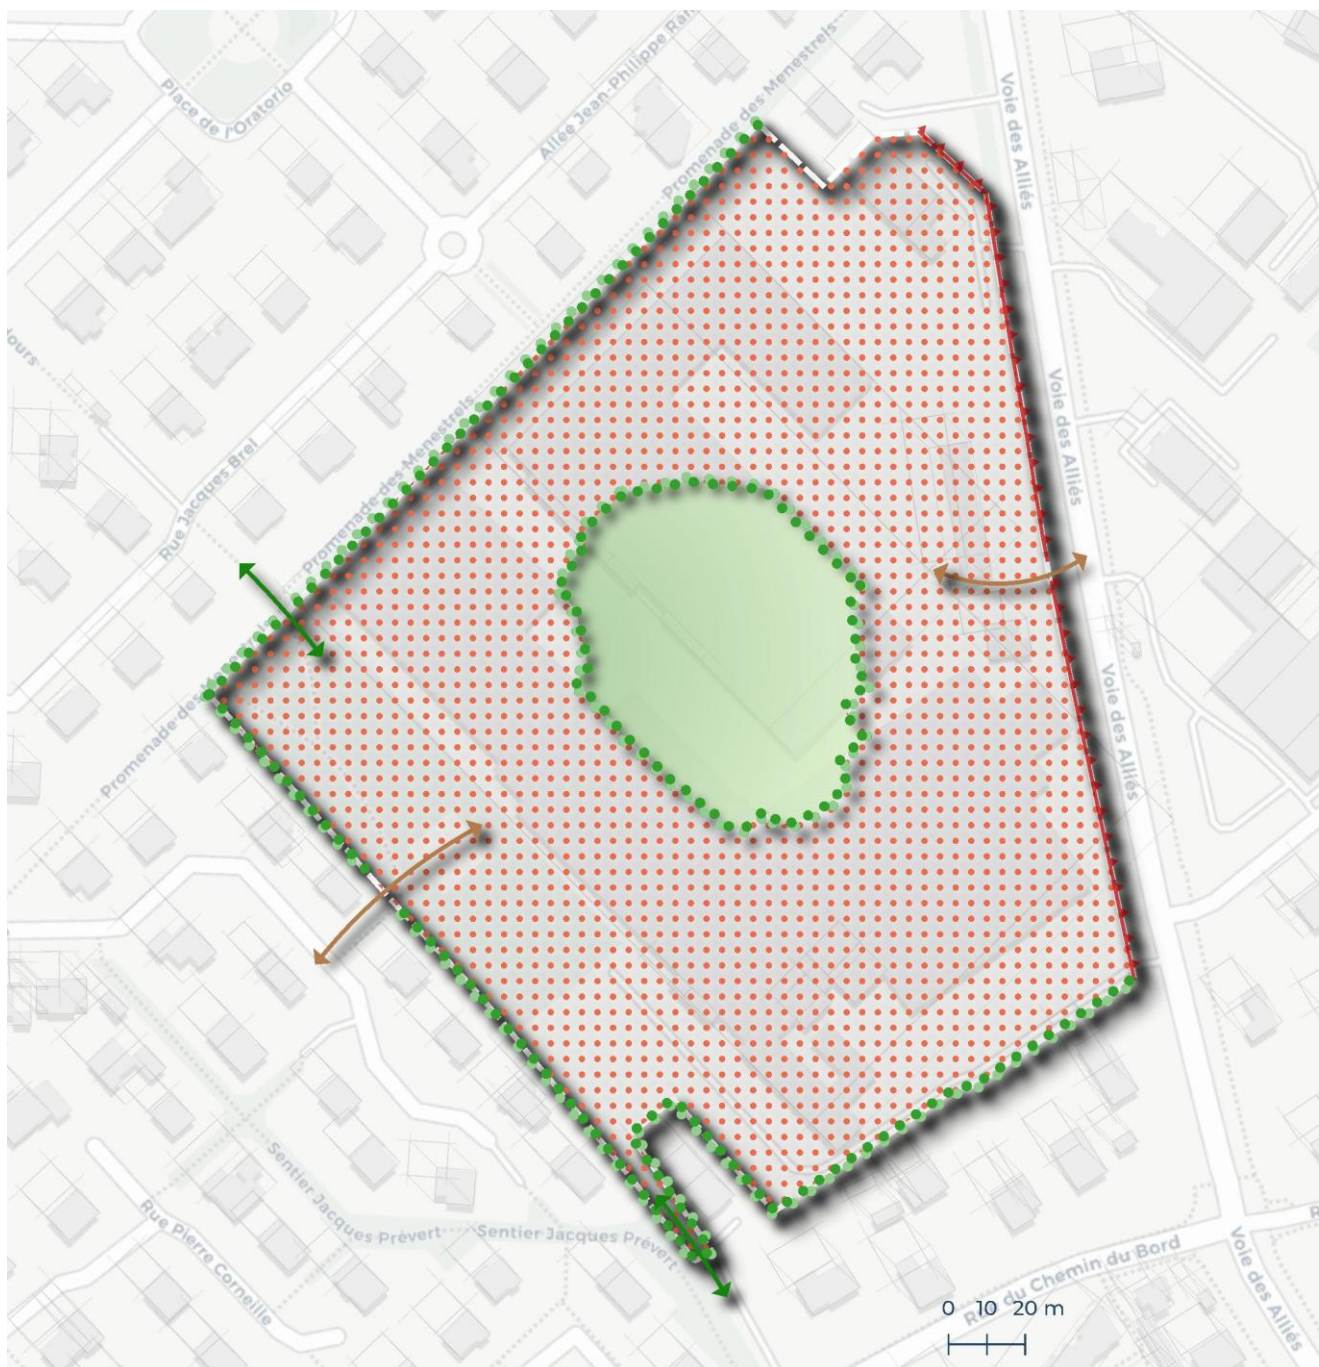 Place de l'Oratorio
Allée Jean-Philippe Ram
Promenade des Menestrels
Voie des Alliés
Rue Jacques Brel
Promenade des Menestrels
Voie des Alliés
Promenade des
Voie des Alliés
Sentier Jacques Prévert
Sentier Jacques Prévert
Rue Pierre Corneille
Rue du Chemin du Bord
Voie des Alliés
0 10 20 m